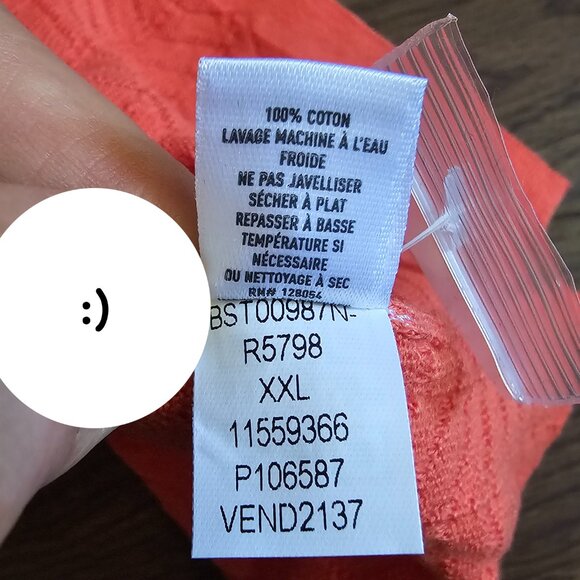 100% COTON
LAVAGE MACHINE À L'EAU
FROIDE
NE PAS JAVELLISER
SÉCHER À PLAT
REPASSER À BASSE
TEMPÉRATURE SI
NÉCESSAIRE
OU NETTOYAGE À SEC
RN# 128054
BST00987N-
R5798
XXL
11559366
P106587
VEND2137
:)